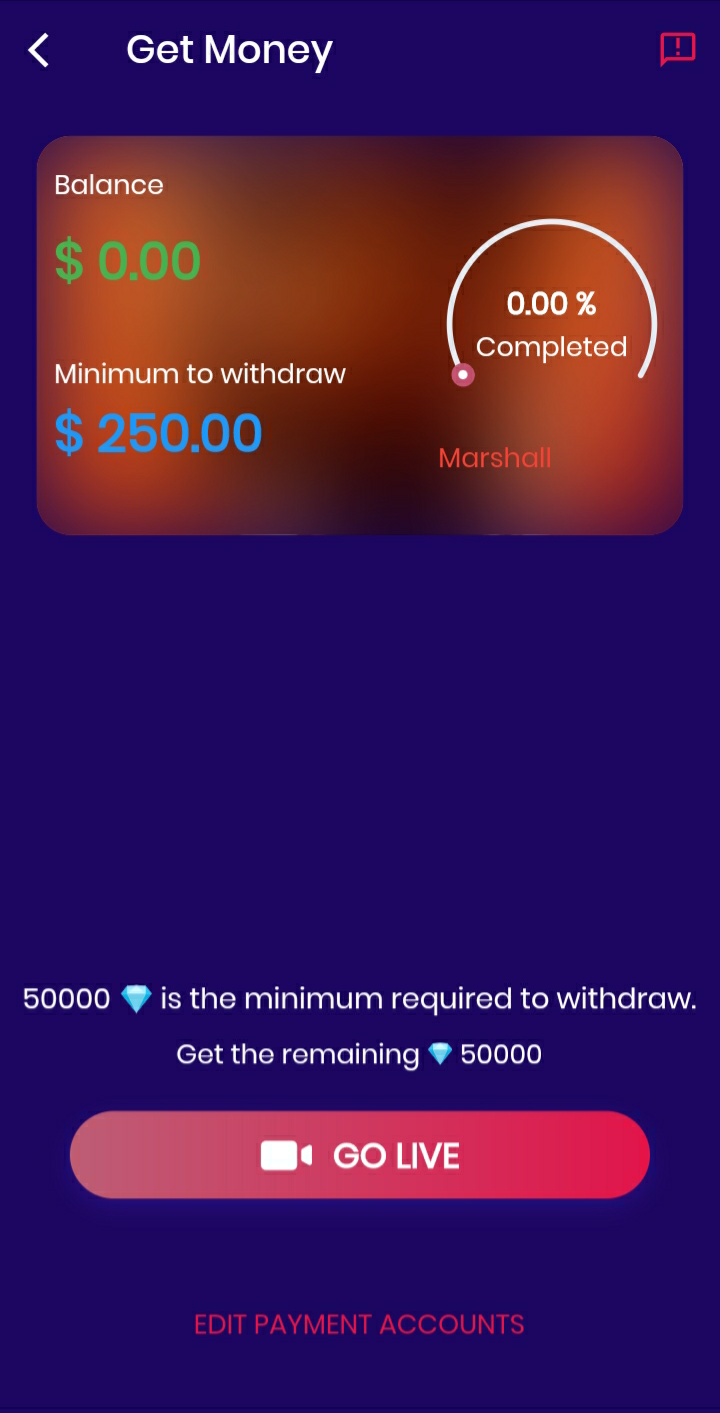 Get Money
Balance
$ 0.00
0.00 %
Completed
Minimum to withdraw
$ 250.00
Marshall
50000 💎 is the minimum required to withdraw.
Get the remaining 💎 50000
GO LIVE
EDIT PAYMENT ACCOUNTS